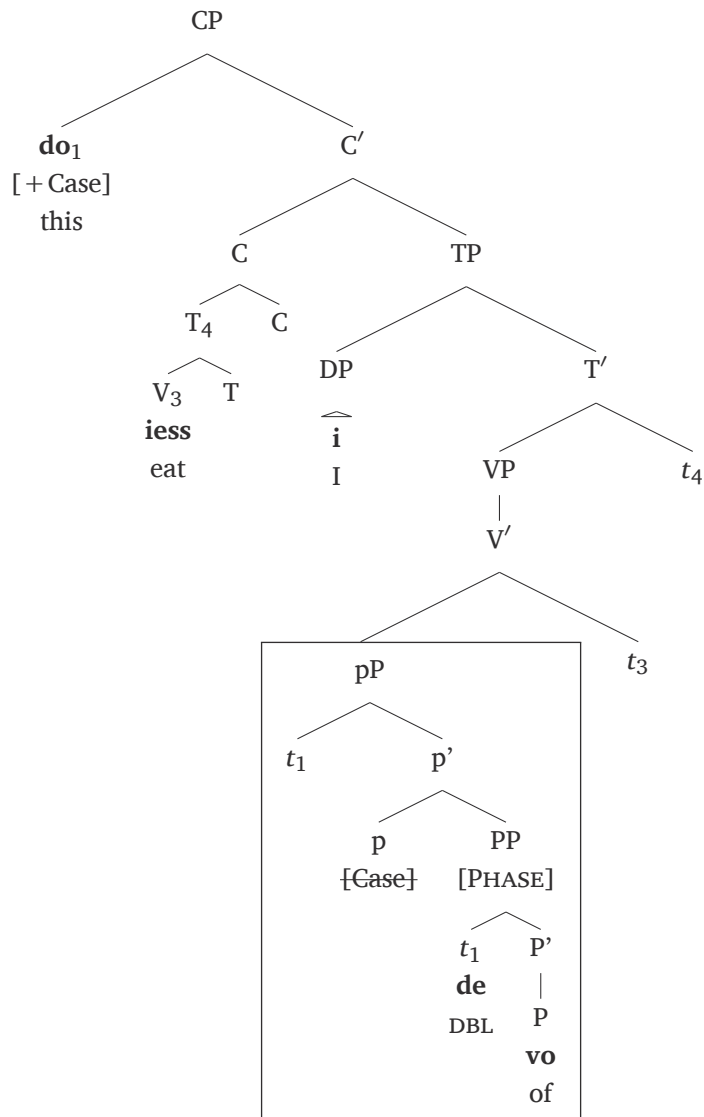 CP
do₁ C′
[+Case]
this
C TP
T₄ C DP T′
V₃ T i VP t₄
iess I
eat
V′
pP t₃
t₁ p’
p PP
[Case] [PHASE]
t₁ P’
de
DBL P
vo
of